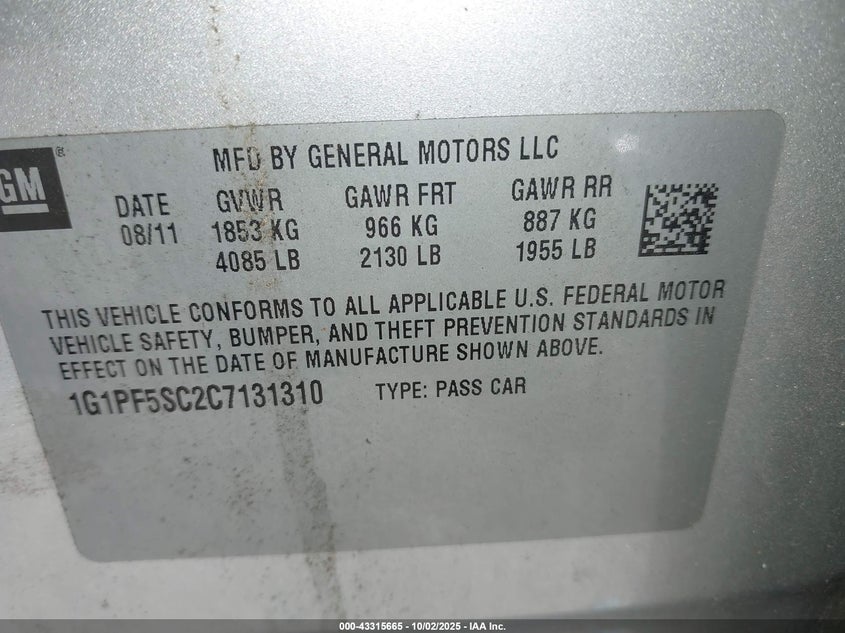 GM ®
MFD BY GENERAL MOTORS LLC
DATE GVWR GAWR FRT GAWR RR
08/11 1853 KG 966 KG 887 KG
4085 LB 2130 LB 1955 LB
THIS VEHICLE CONFORMS TO ALL APPLICABLE U.S. FEDERAL MOTOR
VEHICLE SAFETY, BUMPER, AND THEFT PREVENTION STANDARDS IN
EFFECT ON THE DATE OF MANUFACTURE SHOWN ABOVE.
1G1PF5SC2C7131310 TYPE: PASS CAR
000-43315665 - 10/02/2025 - IAA Inc.